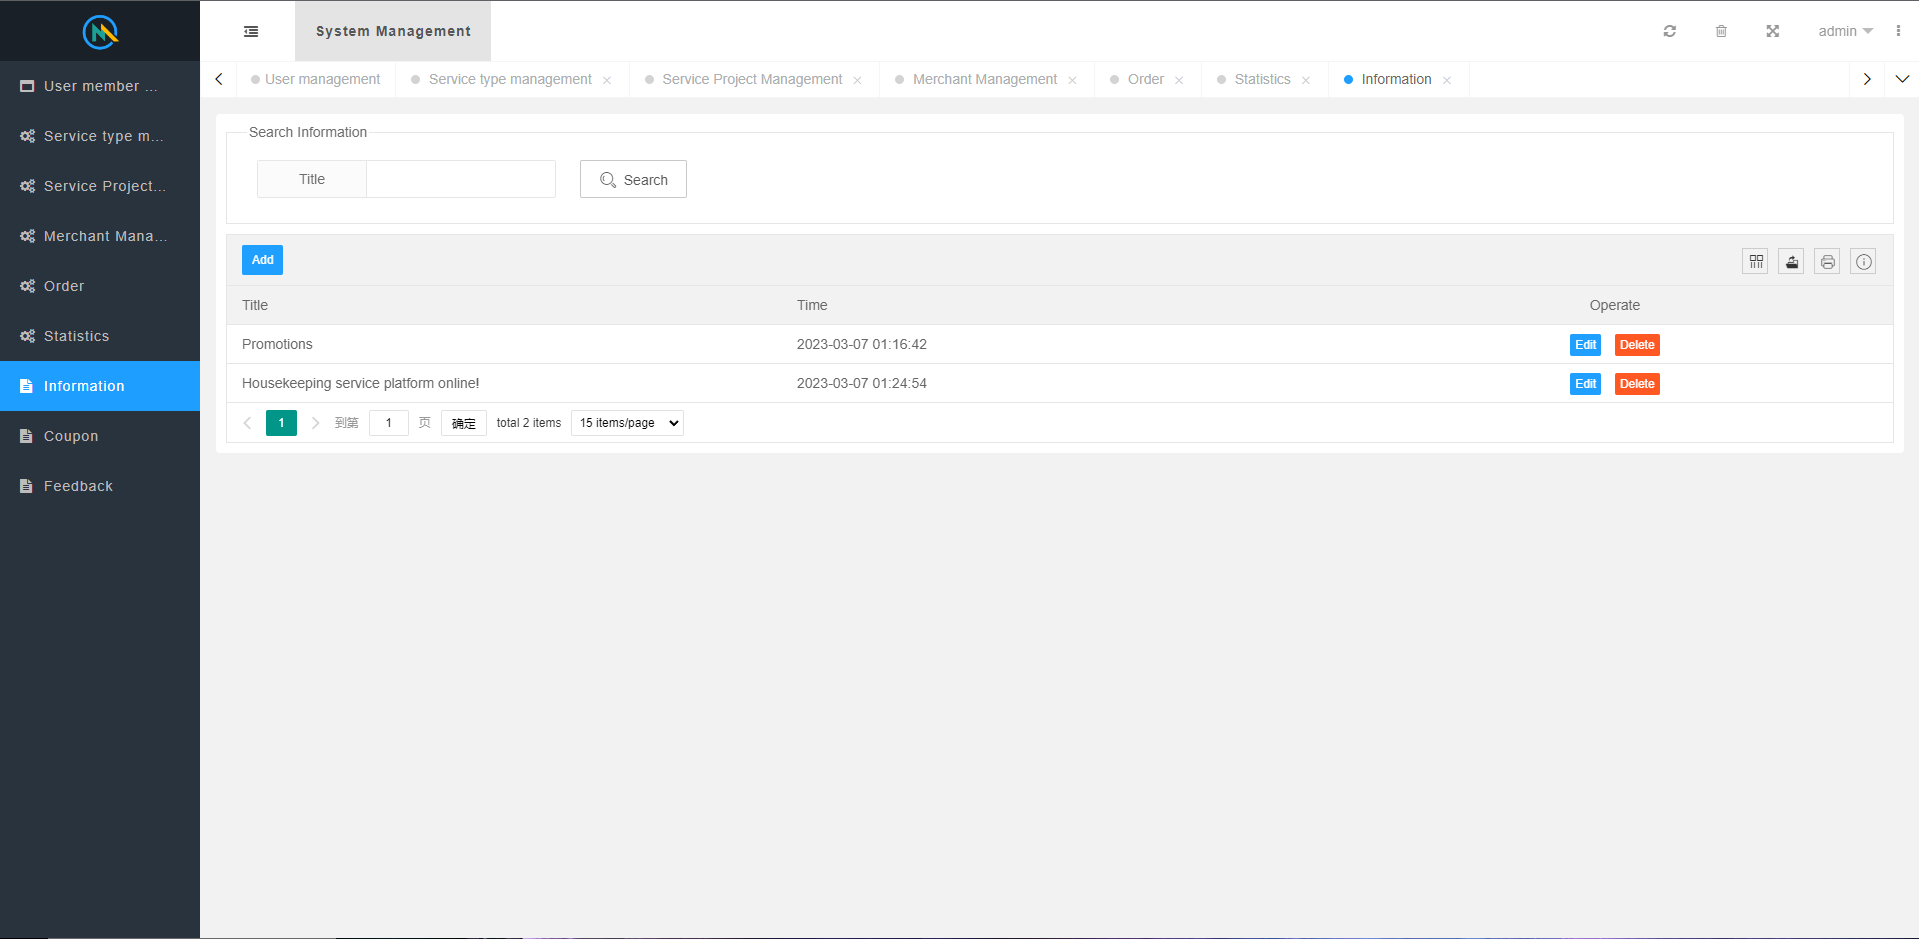 System Management
admin
User member ...
Service type m...
Service Project...
Merchant Mana...
Order
Statistics
Information
Coupon
Feedback
User management
Service type management
Service Project Management
Merchant Management
Order
Statistics
Information
Search Information
Title
Search
Add
Title Time Operate
Promotions 2023-03-07 01:16:42 Edit Delete
Housekeeping service platform online! 2023-03-07 01:24:54 Edit Delete
1 到第 1 页 确定 total 2 items 15 items/page